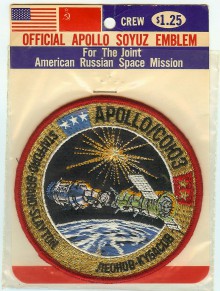 CREW $1.25
OFFICIAL APOLLO SOYUZ EMBLEM
For The Joint
American Russian Space Mission
APOLLO/СОЮЗ
STAFFORD·BRAND·SLAYTON
ЛЕОНОВ-КУБАСОВ